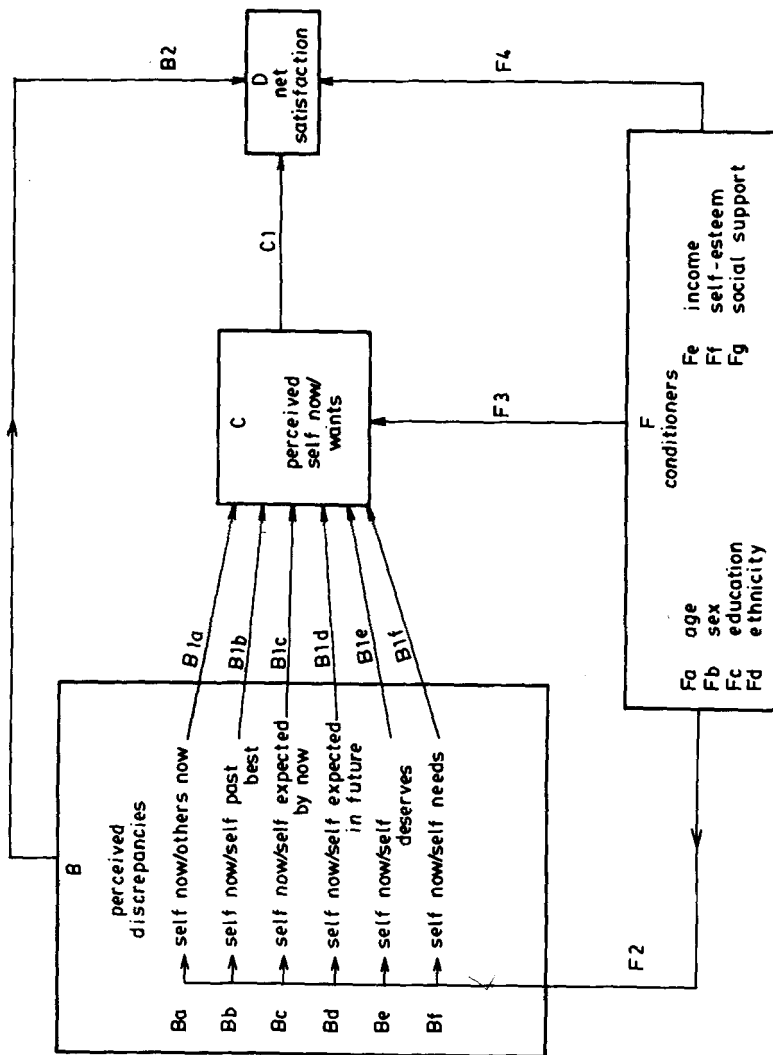 B
perceived
discrepancies
Ba self now/others now
Bb self now/self past
best
Bc self now/self expected
by now
Bd self now/self expected
in future
Be self now/self
deserves
Bf self now/self needs
B1a
B1b
B1c
B1d
B1e
B1f
C
perceived
self now/
wants
C1
D
net
satisfaction
B2
F2
F3
F4
F
conditioners
Fa age
Fb sex
Fc education
Fd ethnicity
Fe income
Ff self-esteem
Fg social support